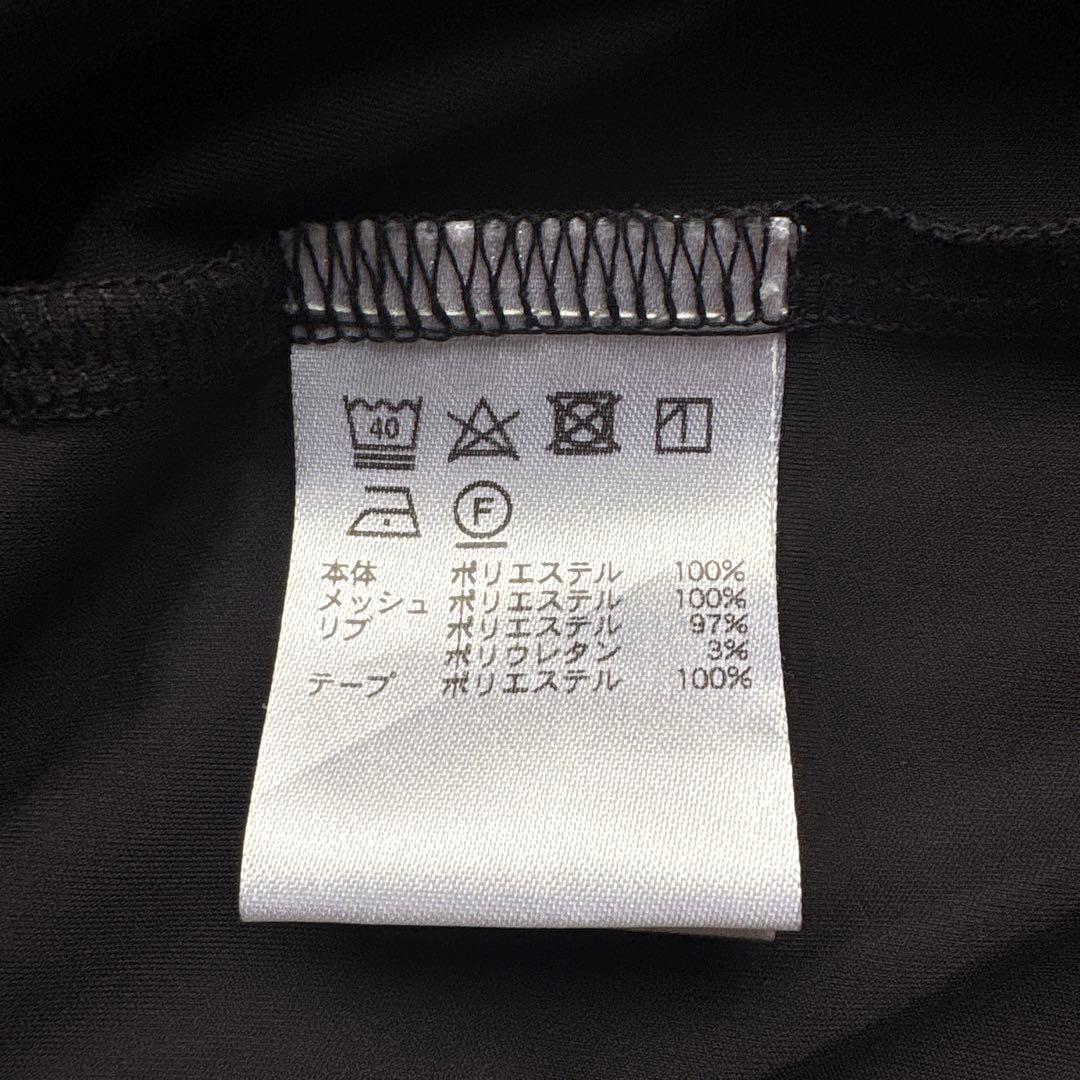 40
F
本体 ポリエステル 100%
メッシュ ポリエステル 100%
リブ ポリエステル 97%
ポリウレタン 3%
テープ ポリエステル 100%